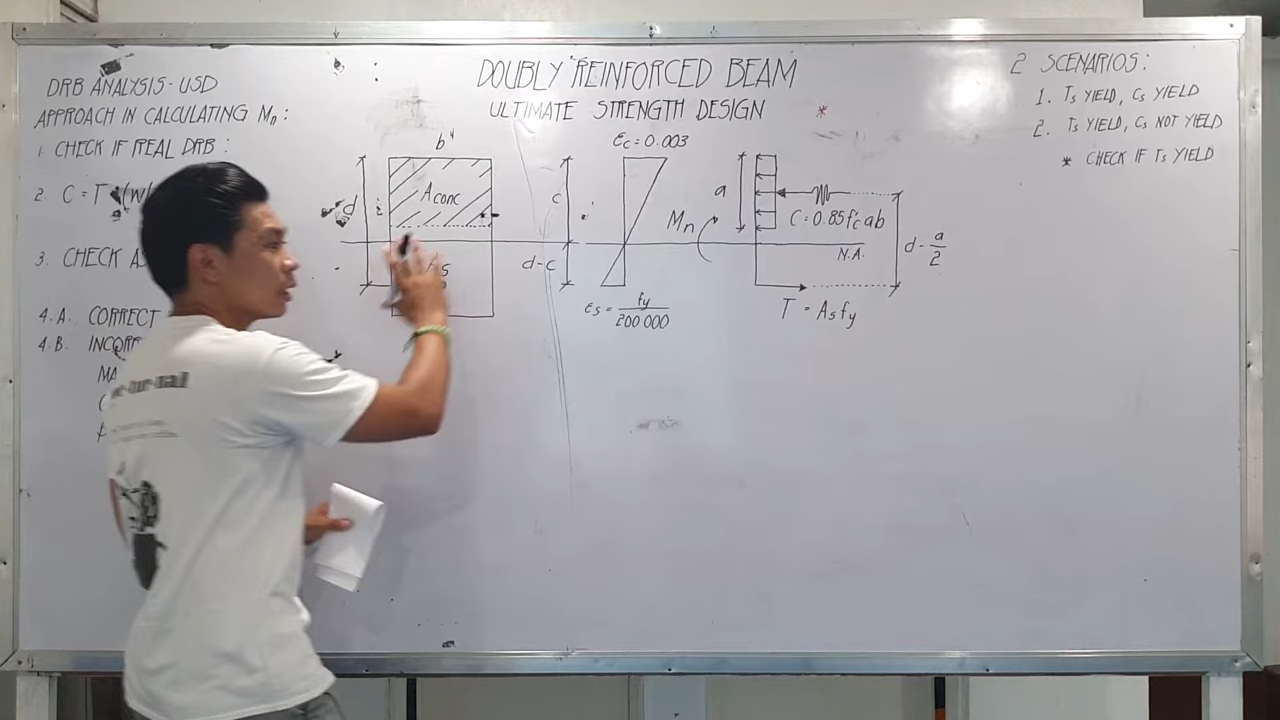 DRB ANALYSIS - USD
APPROACH IN CALCULATING Mn :
1. CHECK IF REAL DRB :
2. C = T
3. CHECK
4. A. CORRECT
4. B.
DOUBLY REINFORCED BEAM
ULTIMATE STRENGTH DESIGN
*
b
d
Aconc
c
d-c
εc = 0.003
εs = fy / 200 000
Mn
a
C = 0.85f'c ab
N.A.
d - a/2
T = As fy
2 SCENARIOS :
1. Ts YIELD, Cs YIELD
2. Ts YIELD, Cs NOT YIELD
* CHECK IF Ts YIELD